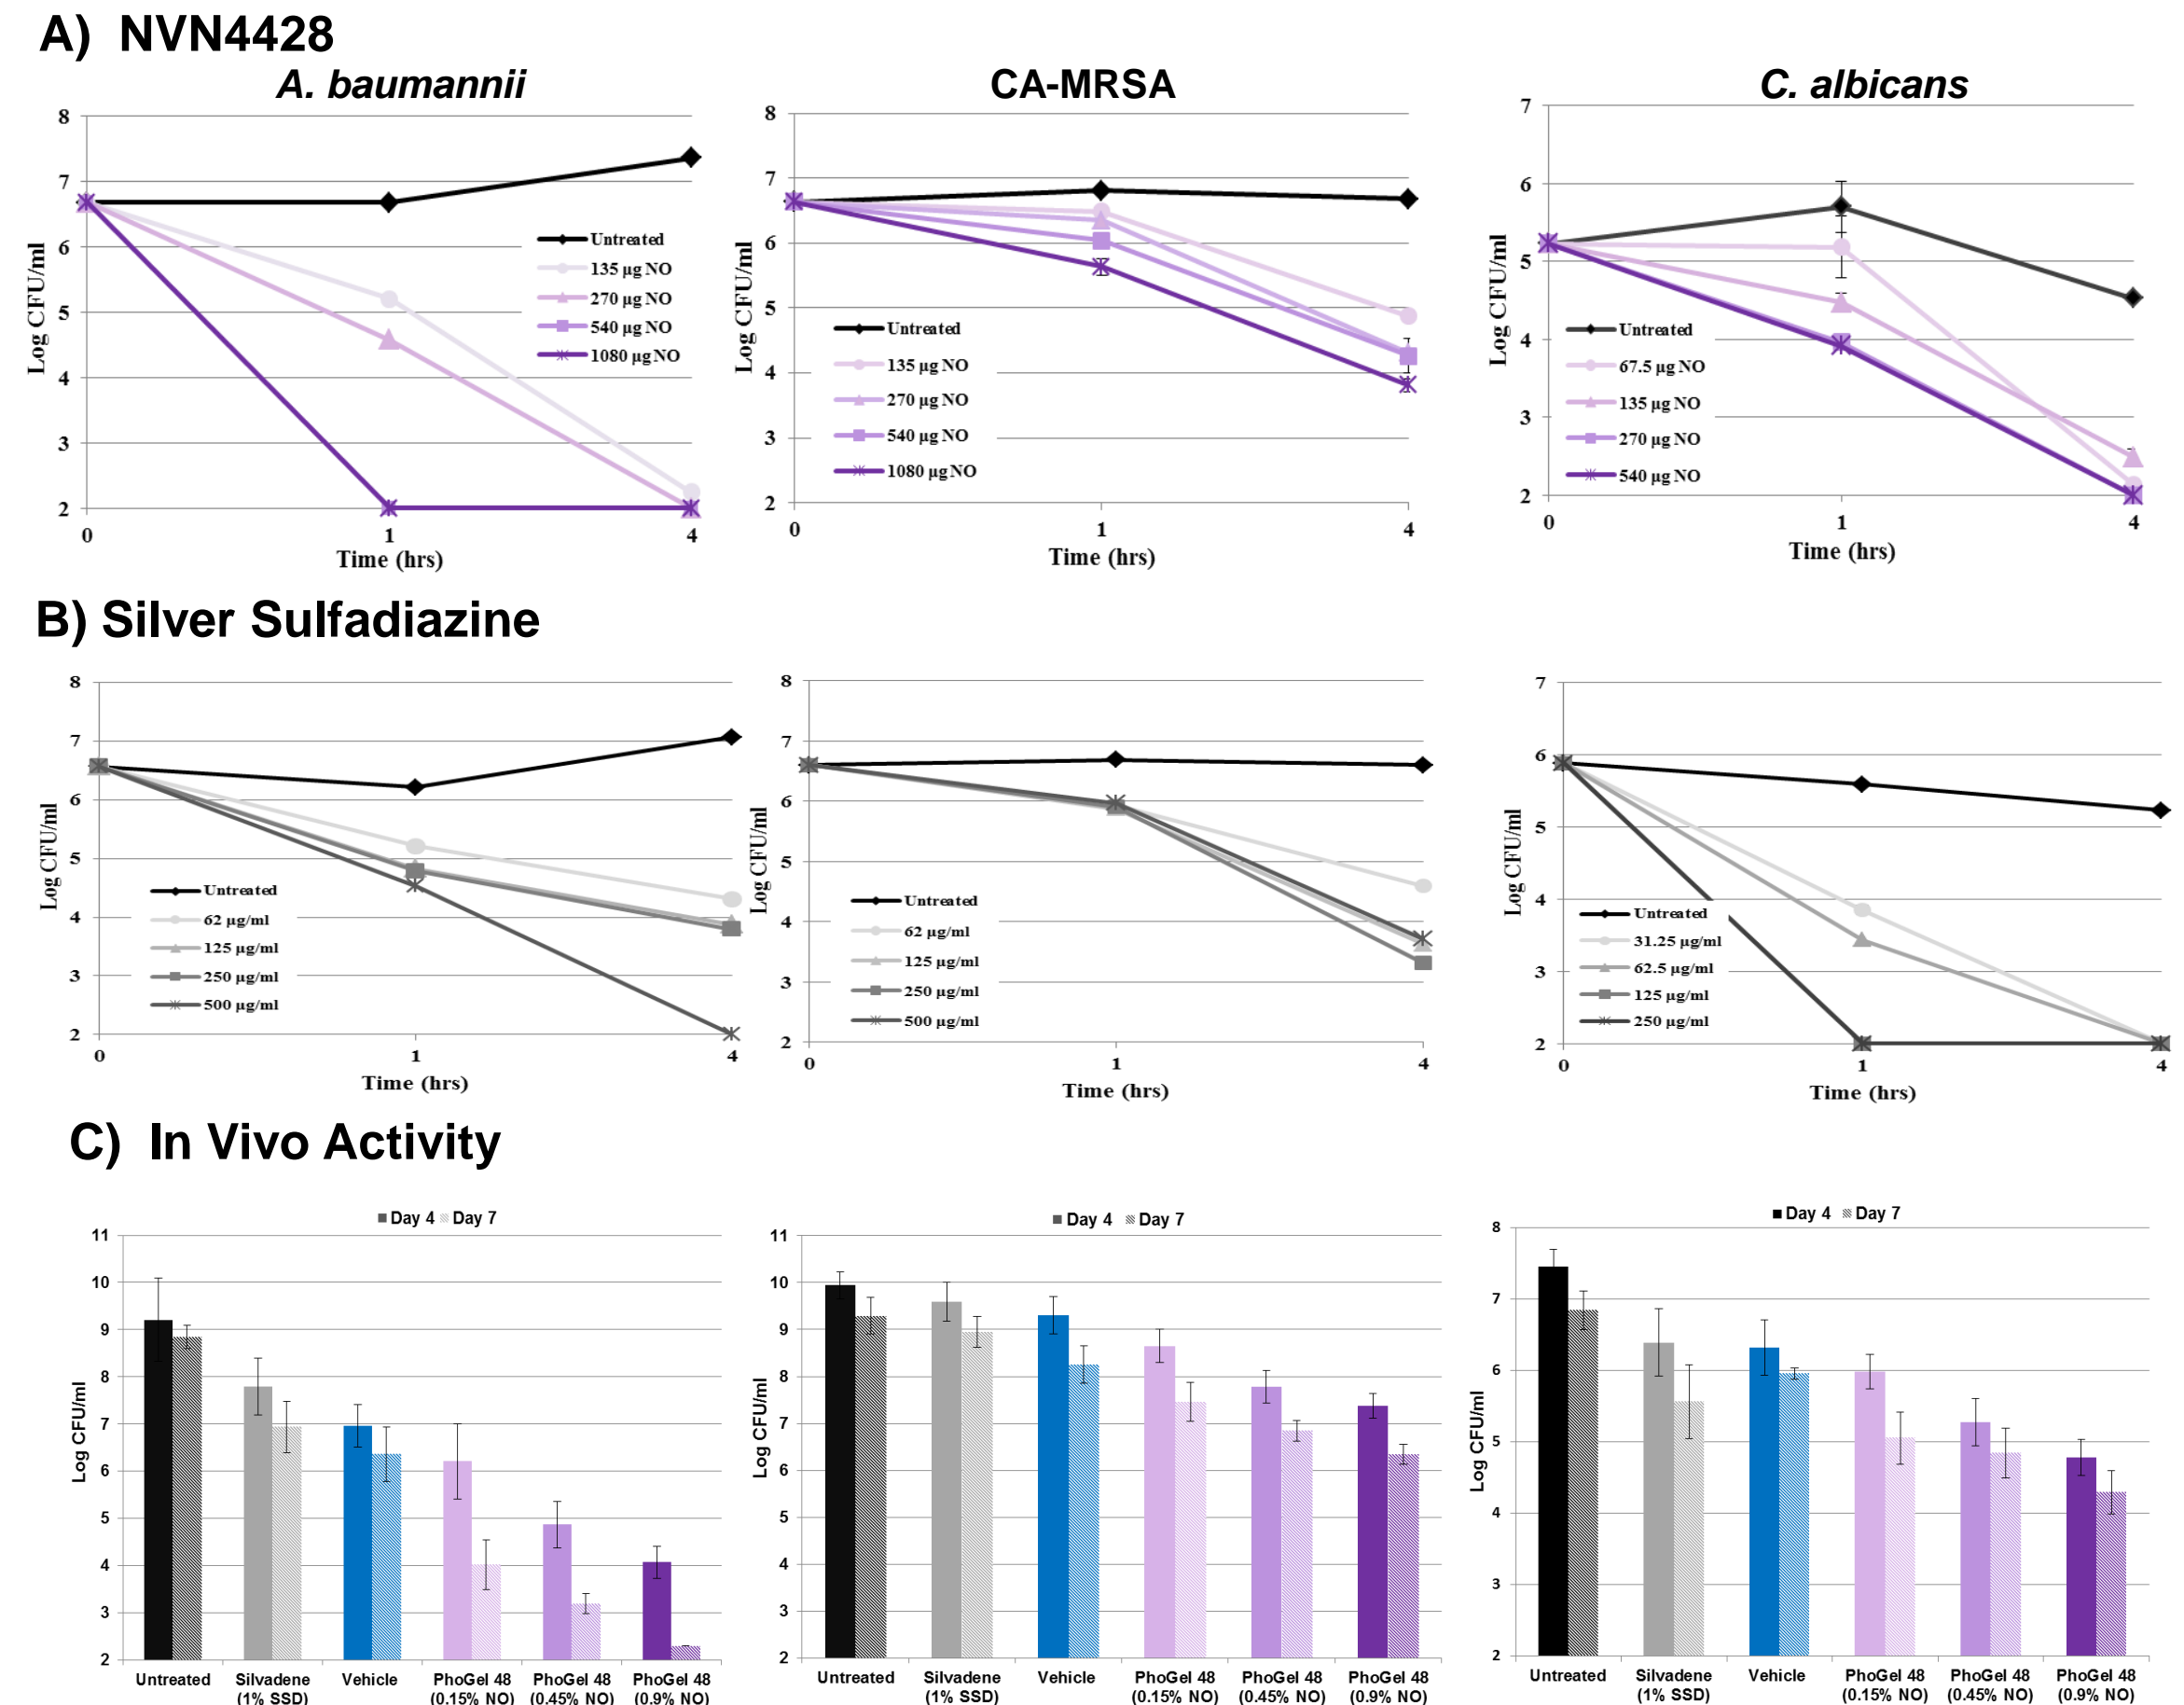 A) NVN4428
A. baumannii
8
7
6
5
4
3
2
Log CFU/ml
Untreated
135 µg NO
270 µg NO
540 µg NO
1080 µg NO
0
1
4
Time (hrs)
CA-MRSA
8
7
6
5
4
3
2
Log CFU/ml
Untreated
135 µg NO
270 µg NO
540 µg NO
1080 µg NO
0
1
4
Time (hrs)
C. albicans
7
6
5
4
3
2
Log CFU/ml
Untreated
67.5 µg NO
135 µg NO
270 µg NO
540 µg NO
0
1
4
Time (hrs)
B) Silver Sulfadiazine
8
7
6
5
4
3
2
Log CFU/ml
Untreated
62 µg/ml
125 µg/ml
250 µg/ml
500 µg/ml
0
1
4
Time (hrs)
8
7
6
5
4
3
2
Log CFU/ml
Untreated
62 µg/ml
125 µg/ml
250 µg/ml
500 µg/ml
0
1
4
Time (hrs)
7
6
5
4
3
2
Log CFU/ml
Untreated
31.25 µg/ml
62.5 µg/ml
125 µg/ml
250 µg/ml
0
1
4
Time (hrs)
C) In Vivo Activity
Day 4 Day 7
11
10
9
8
7
6
5
4
3
2
Log CFU/ml
Untreated
Silvadene
(1% SSD)
Vehicle
PhoGel 48
(0.15% NO)
PhoGel 48
(0.45% NO)
PhoGel 48
(0.9% NO)
Day 4 Day 7
11
10
9
8
7
6
5
4
3
2
Log CFU/ml
Untreated
Silvadene
(1% SSD)
Vehicle
PhoGel 48
(0.15% NO)
PhoGel 48
(0.45% NO)
PhoGel 48
(0.9% NO)
Day 4 Day 7
8
7
6
5
4
3
2
Log CFU/ml
Untreated
Silvadene
(1% SSD)
Vehicle
PhoGel 48
(0.15% NO)
PhoGel 48
(0.45% NO)
PhoGel 48
(0.9% NO)